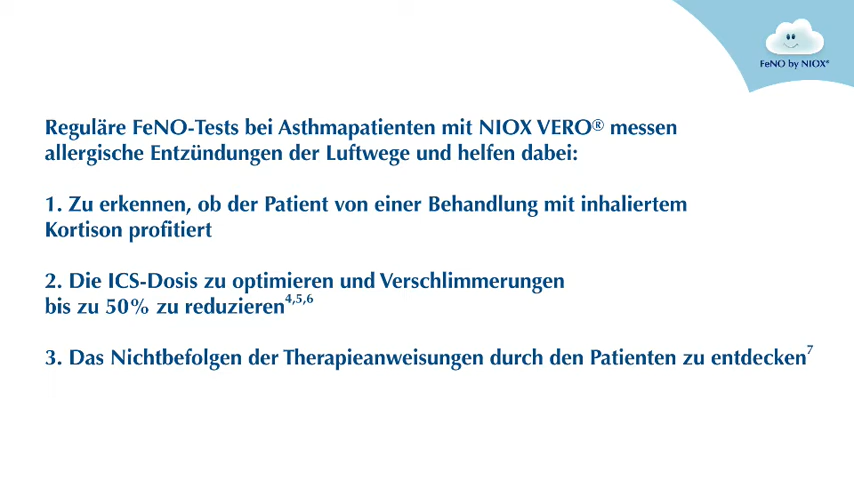 FeNO by NIOX®
Reguläre FeNO-Tests bei Asthmapatienten mit NIOX VERO® messen
allergische Entzündungen der Luftwege und helfen dabei:
1. Zu erkennen, ob der Patient von einer Behandlung mit inhaliertem
Kortison profitiert
2. Die ICS-Dosis zu optimieren und Verschlimmerungen
bis zu 50% zu reduzieren4,5,6
3. Das Nichtbefolgen der Therapieanweisungen durch den Patienten zu entdecken7